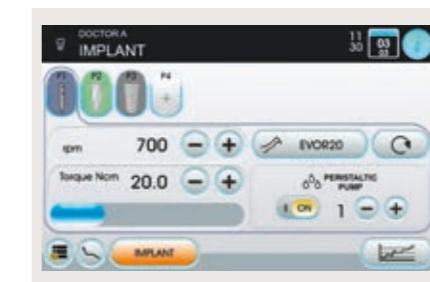 DOCTOR A
IMPLANT
11
30
03
P1
P2
P3
P4
rpm
700
EVOR20
Torque Ncm
20.0
PERISTALTIC
PUMP
ON
1
IMPLANT